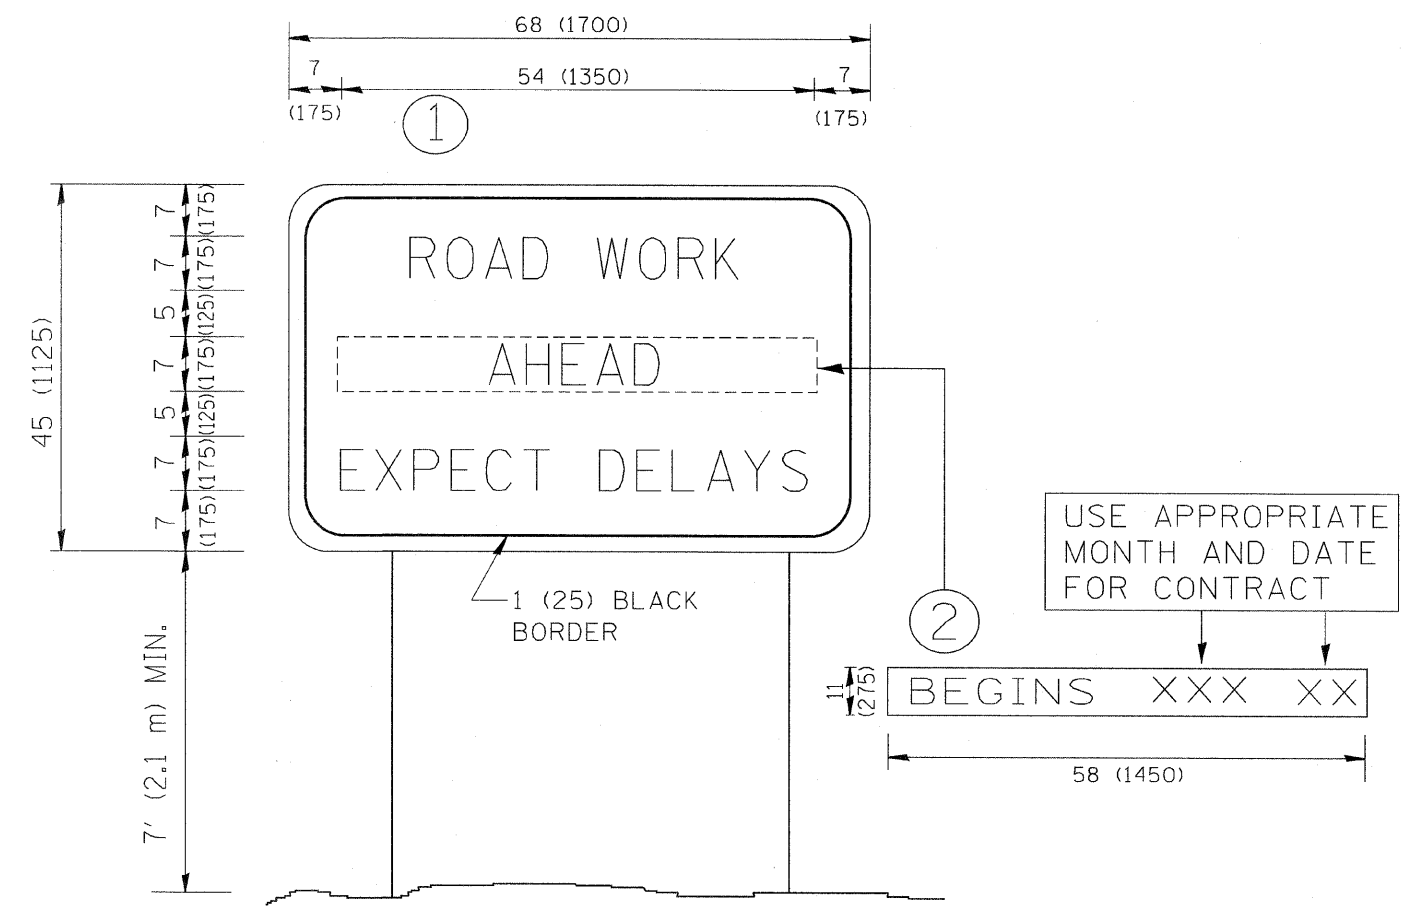 68 (1700)
7
54 (1350)
7
(175)
(175)
1
45 (1125)
7 (175)
7 (175)
5 (125)
7 (175)
5 (125)
7 (175)
7 (175)
ROAD WORK
AHEAD
EXPECT DELAYS
1 (25) BLACK
BORDER
7' (2.1 m) MIN.
2
USE APPROPRIATE
MONTH AND DATE
FOR CONTRACT
11
(275)
BEGINS XXX XX
58 (1450)